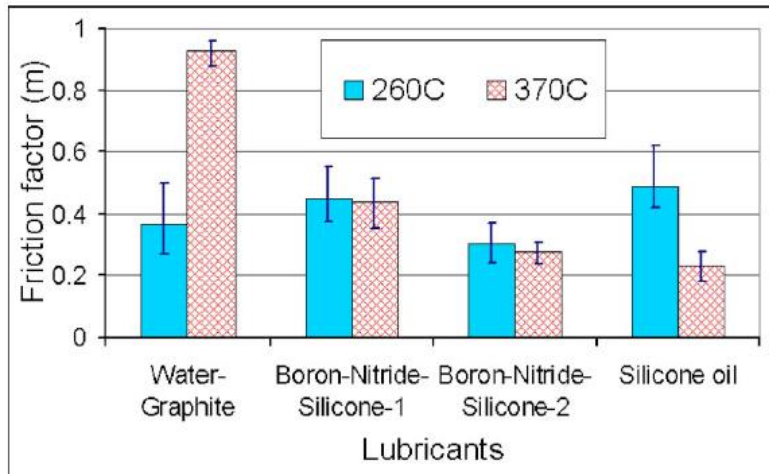 1
0.8
0.6
0.4
0.2
0
Friction factor (m)
260C 370C
Water- Boron-Nitride- Boron-Nitride- Silicone oil
Graphite Silicone-1 Silicone-2
Lubricants